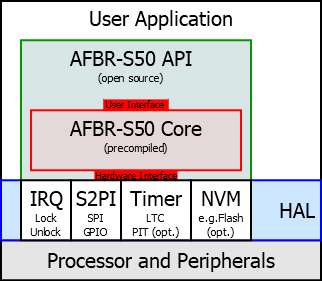 User Application
AFBR-S50 API
(open source)
User Interface
AFBR-S50 Core
(precompiled)
Hardware Interface
IRQ
Lock
Unlock
S2PI
SPI
GPIO
Timer
LTC
PIT (opt.)
NVM
e.g.Flash
(opt.)
HAL
Processor and Peripherals